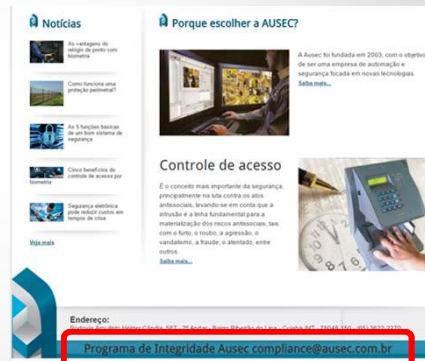 Notícias
As vantagens do
relógio de ponto com
biometria
Como funciona uma
proteção perimetral?
As 5 funções básicas
de um bom sistema de
segurança
Cinco benefícios do
controle de acesso por
biometria
Segurança eletrônica
pode reduzir custos em
tempos de crise
Veja mais
Porque escolher a AUSEC?
A Ausec foi fundada em 2003, com o objetivo
de ser uma empresa de automação e
segurança focada em novas tecnologias.
Saiba mais...
Controle de acesso
É o conceito mais importante da segurança,
principalmente na luta contra os atos
antissociais, levando-se em conta que a
intrusão é a linha fundamental para a
materialização dos riscos antissociais, tais
com o furto, o roubo, a agressão, o
vandalismo, a fraude, o atentado, entre
outros.
Saiba mais...
Endereço:
Programa de Integridade Ausec compliance@ausec.com.br